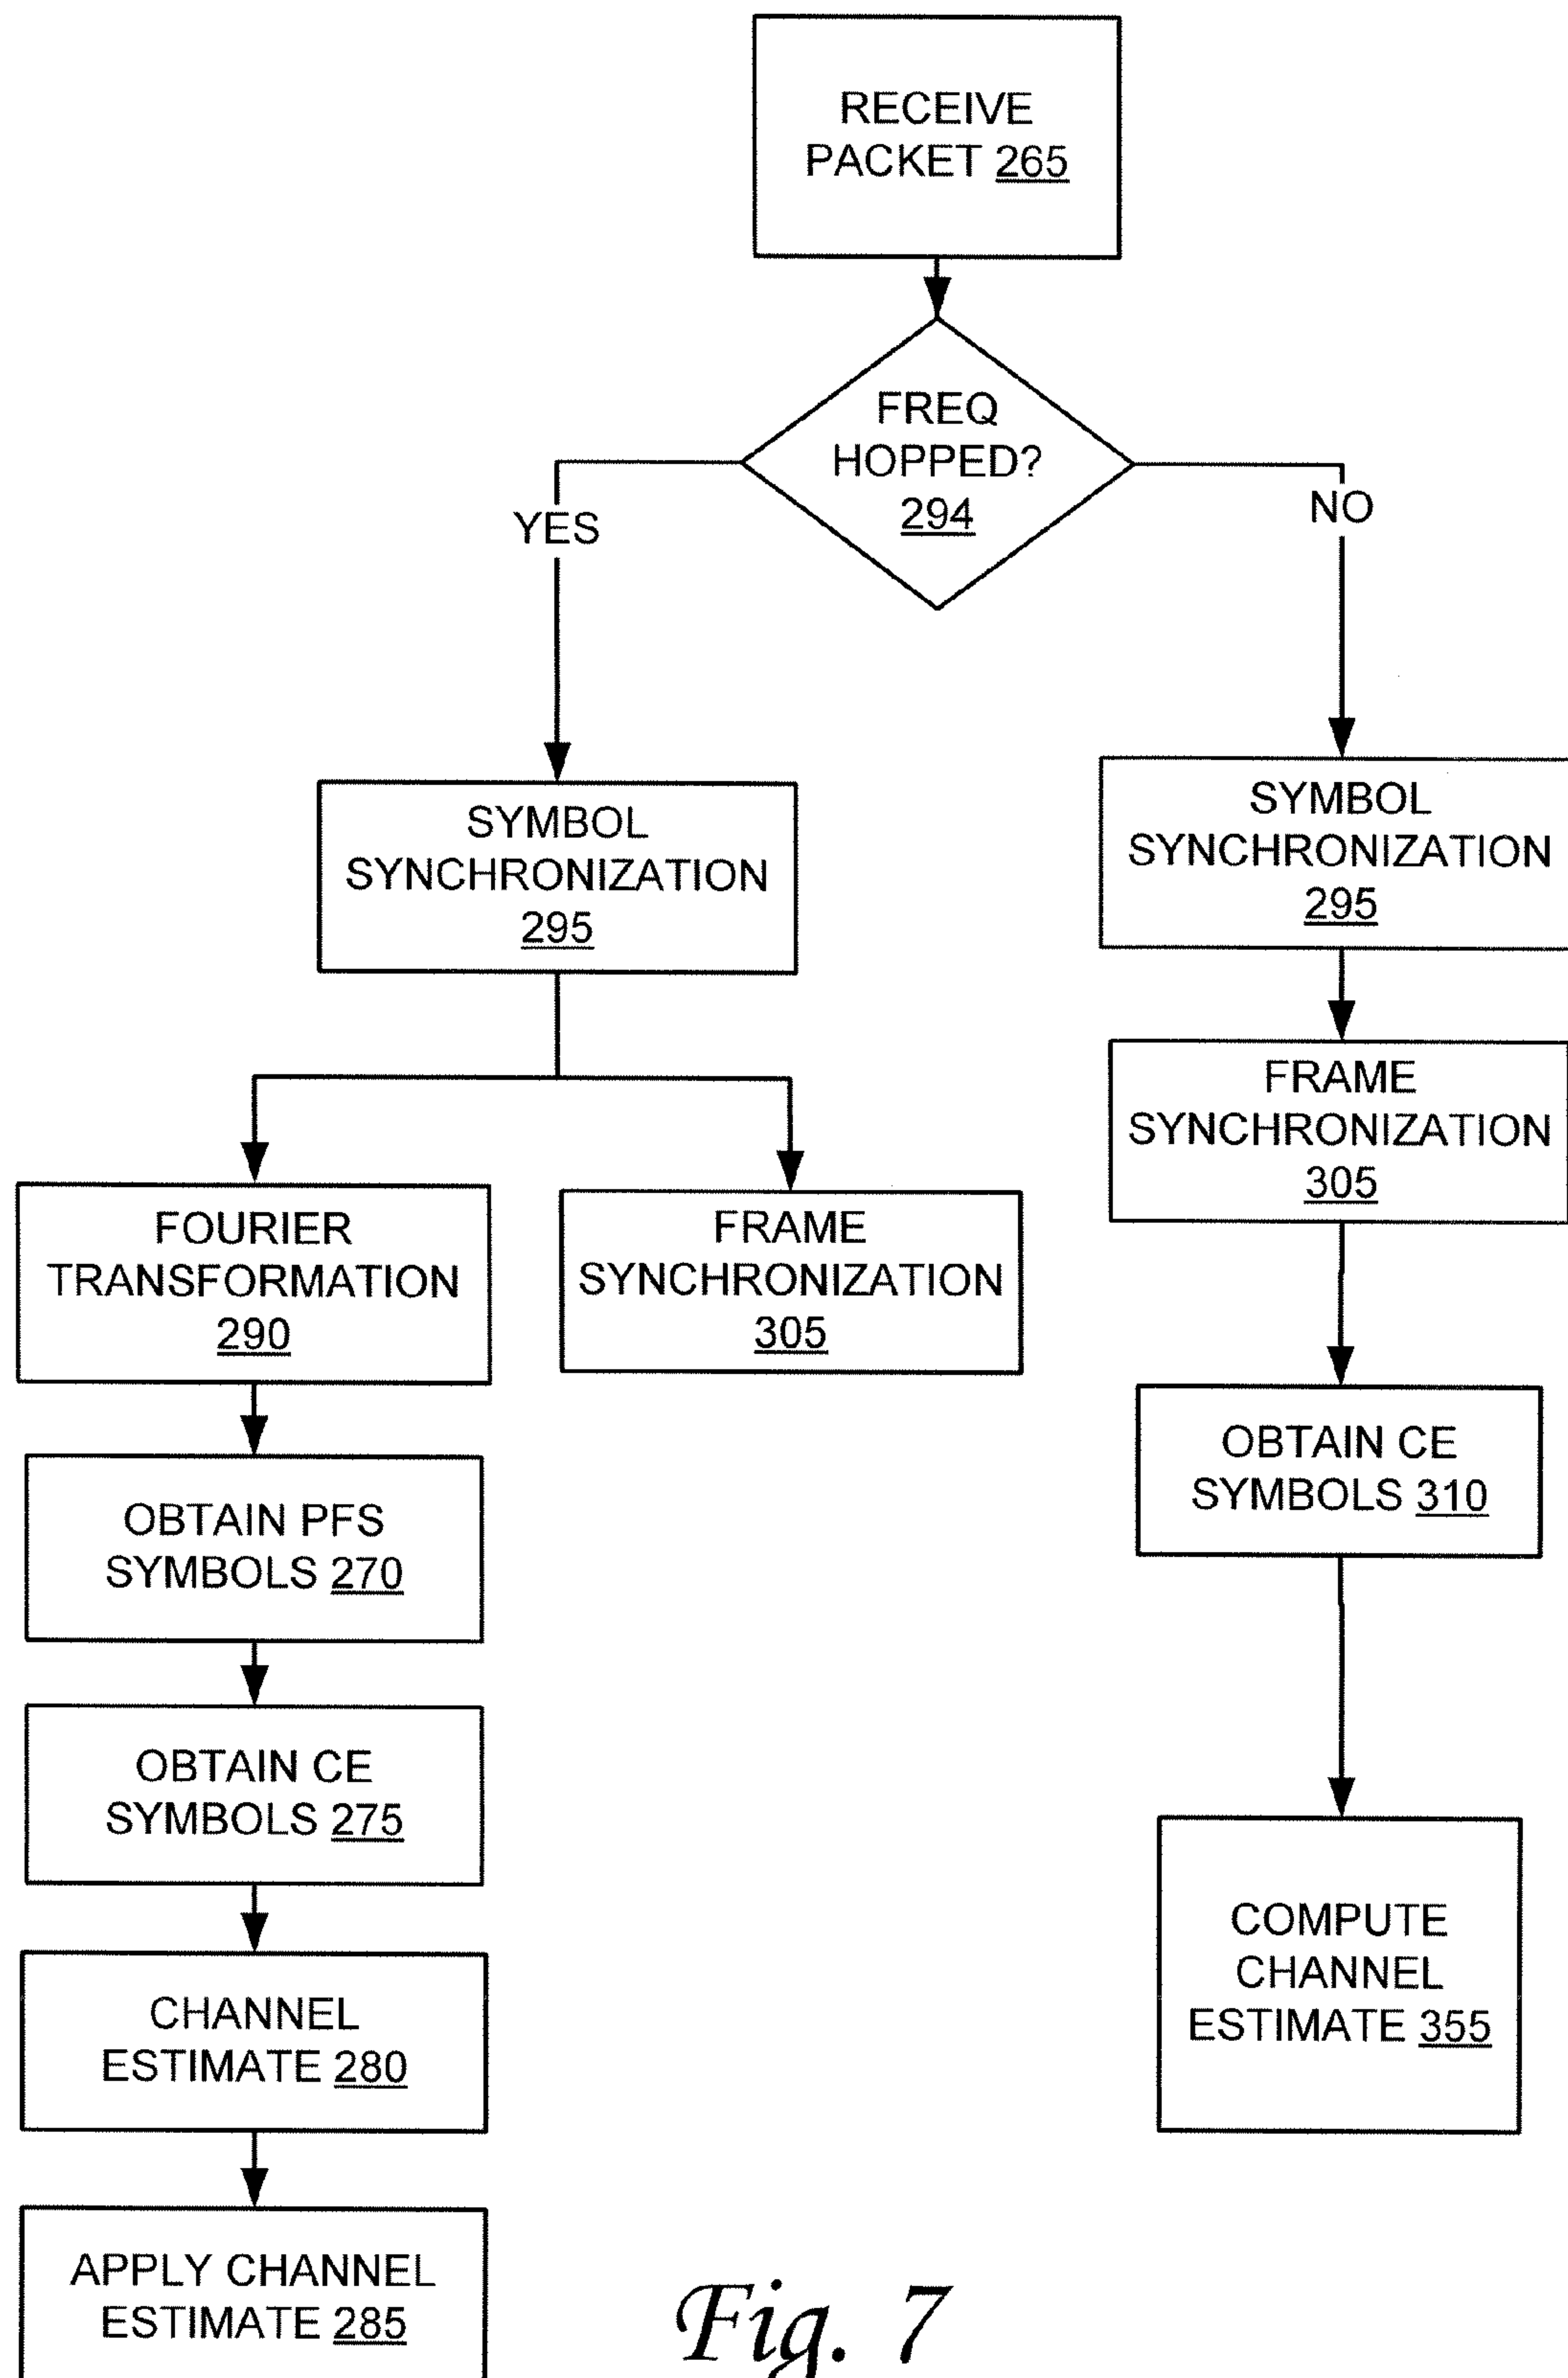 RECEIVE
PACKET 265
FREQ
HOPPED?
294
YES
NO
SYMBOL
SYNCHRONIZATION
295
SYMBOL
SYNCHRONIZATION
295
FRAME
SYNCHRONIZATION
305
FOURIER
TRANSFORMATION
290
FRAME
SYNCHRONIZATION
305
OBTAIN CE
SYMBOLS 310
OBTAIN PFS
SYMBOLS 270
OBTAIN CE
SYMBOLS 275
COMPUTE
CHANNEL
ESTIMATE 355
CHANNEL
ESTIMATE 280
APPLY CHANNEL
ESTIMATE 285
Fig. 7